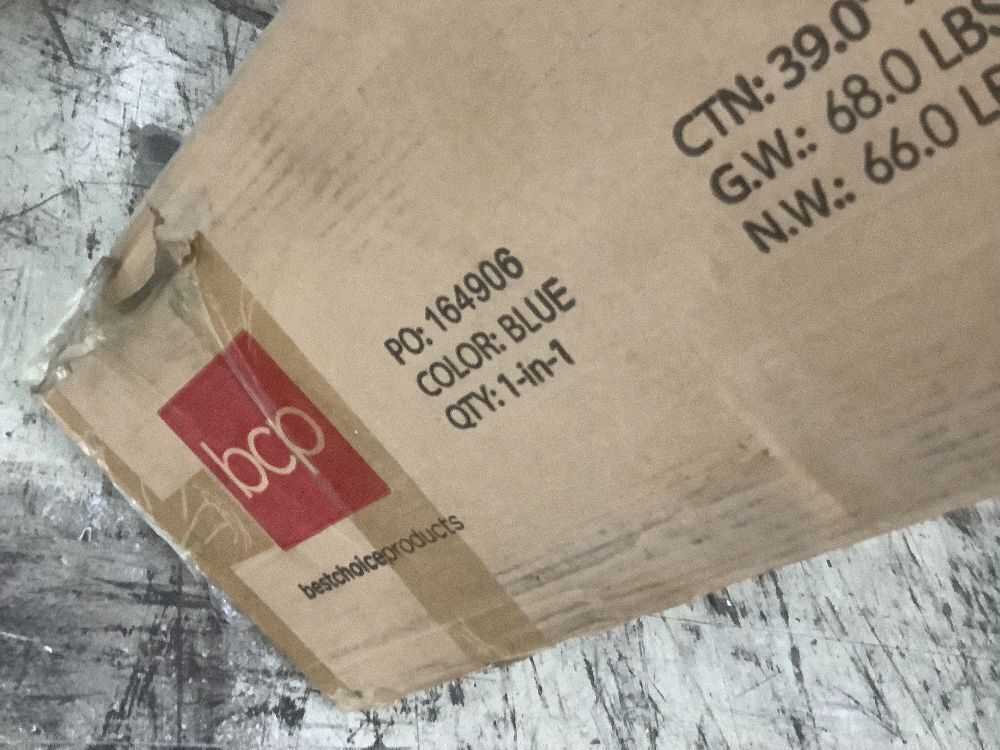 CTN: 39.0"
G.W.: 68.0 LBS
N.W.: 66.0
PO: 164906
COLOR: BLUE
QTY: 1-in-1
bcp
bestchoiceproducts